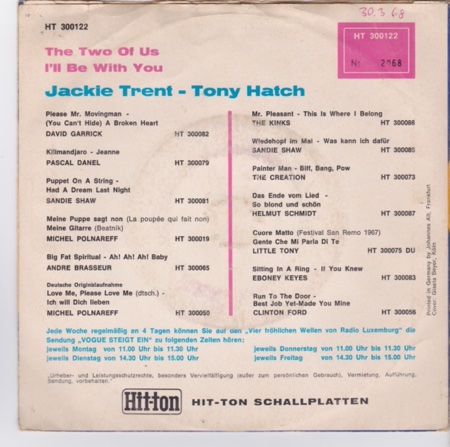 30.3.68
HT 300122
The Two Of Us
I'll Be With You
Jackie Trent - Tony Hatch
HT 300122
Nr 2968
Please Mr. Movingman -
(You Can't Hide) A Broken Heart
DAVID GARRICK HT 300082
Kilimandjaro - Jeanne
PASCAL DANEL HT 300079
Puppet On A String -
Had A Dream Last Night
SANDIE SHAW HT 300081
Meine Puppe sagt non (La poupée qui fait non)
Meine Gitarre (Beatnik)
MICHEL POLNAREFF HT 300019
Big Fat Spiritual - Ah! Ah! Ah! Baby
ANDRE BRASSEUR HT 300065
Deutsche Originalaufnahme
Love Me, Please Love Me (dtsch.) -
Ich will Dich lieben
MICHEL POLNAREFF HT 300050
Mr. Pleasant - This Is Where I Belong
THE KINKS HT 300086
Wiedehopf im Mai - Was kann ich dafür
SANDIE SHAW HT 300085
Painter Man - Biff, Bang, Pow
THE CREATION HT 300073
Das Ende vom Lied -
So blond und schön
HELMUT SCHMIDT HT 300087
Cuore Matto (Festival San Remo 1967)
Gente Che Mi Parla Di Te
LITTLE TONY HT 300075 DU
Sitting In A Ring - If You Knew
EBONEY KEYES HT 300083
Run To The Door -
Best Job Yet-Made You Mine
CLINTON FORD HT 300056
Printed in Germany by Johannes Alt, Frankfurt
Cover: Gisela Beyer, Köln
Jede Woche regelmäßig an 4 Tagen können Sie auf den „Vier fröhlichen Wellen von Radio Luxemburg“ die
Sendung „VOGUE STEIGT EIN“ zu folgenden Zeiten hören:
jeweils Montag von 11.00 Uhr bis 11.30 Uhr jeweils Donnerstag von 11.00 Uhr bis 11.30 Uhr
jeweils Dienstag von 14.30 Uhr bis 15.00 Uhr jeweils Freitag von 14.30 Uhr bis 15.00 Uhr
„Urheber- und Leistungsschutzrechte, besonders Vervielfältigung (außer zum persönlichen Gebrauch), Vermietung, Aufführung,
Sendung, vorbehalten.“
Hit-ton HIT-TON SCHALLPLATTEN